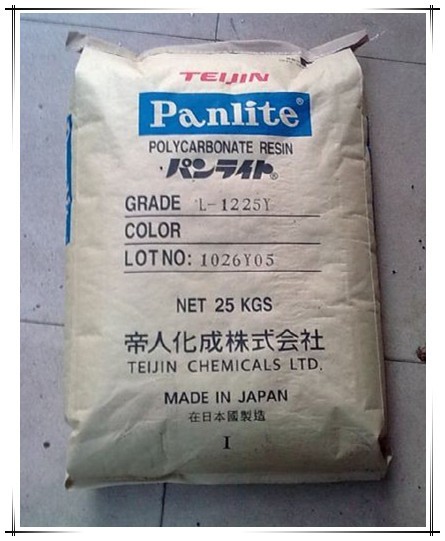 TEIJIN
Panlite®
POLYCARBONATE RESIN
パンライト®
GRADE L-1225Y
COLOR
LOT NO: 1026Y05
NET 25 KGS
帝人化成株式会社
TEIJIN CHEMICALS LTD.
MADE IN JAPAN
在日本國製造
I